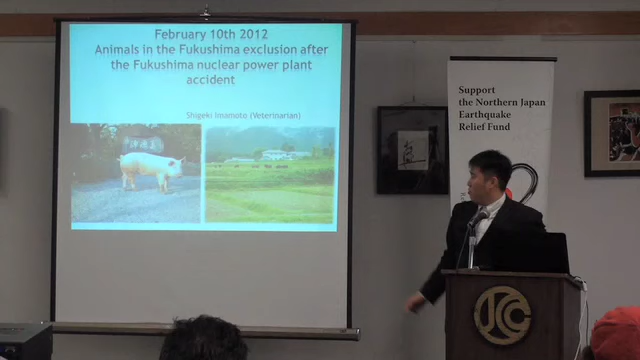 February 10th 2012
Animals in the Fukushima exclusion after
the Fukushima nuclear power plant
accident
Shigeki Imamoto (Veterinarian)
Support
the Northern Japan
Earthquake
Relief Fund
JCC